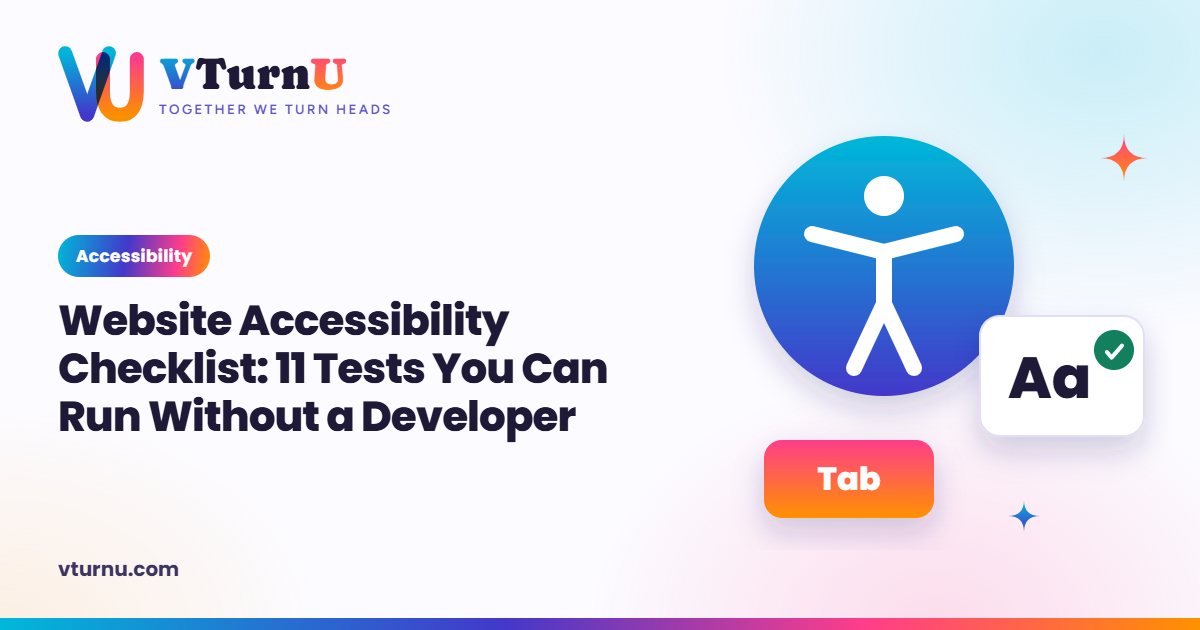 VTurnU
TOGETHER WE TURN HEADS
Accessibility
Website Accessibility
Checklist: 11 Tests You Can
Run Without a Developer
Aa
Tab
vturnu.com